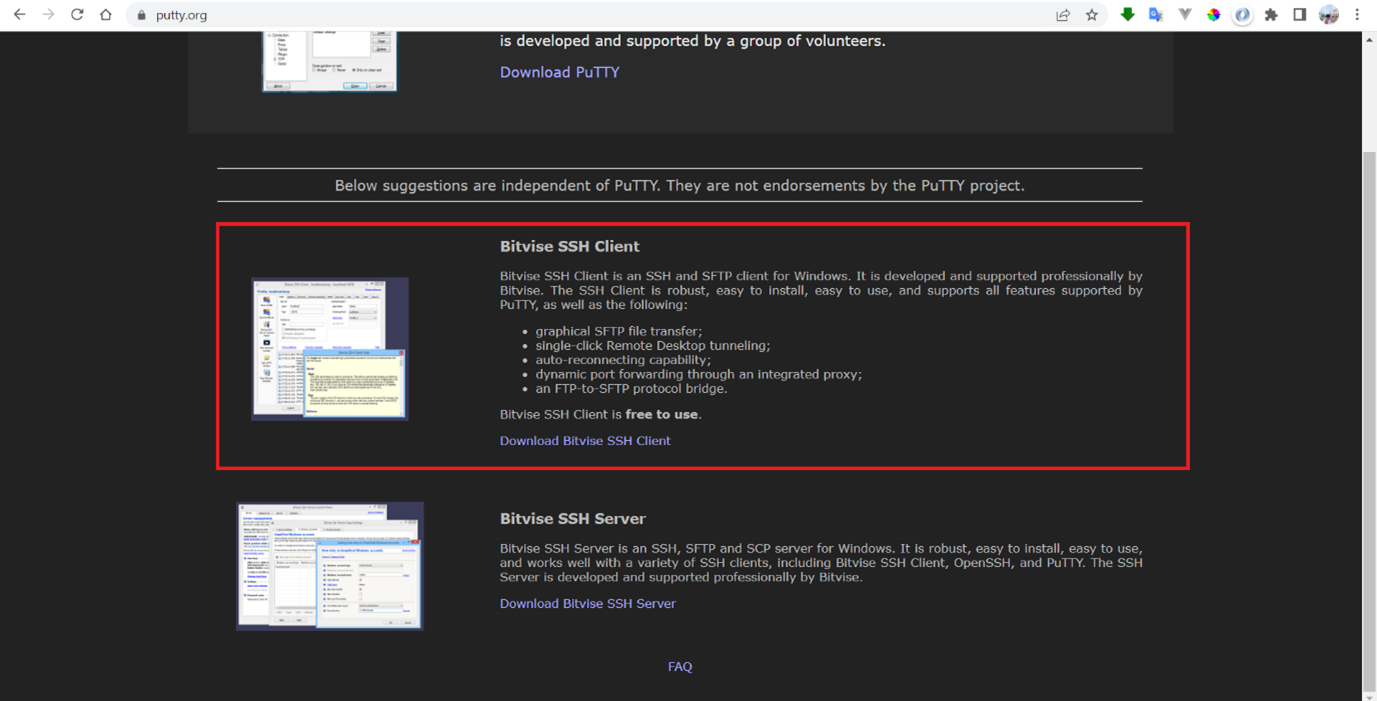 putty.org
is developed and supported by a group of volunteers.
Download PuTTY
Below suggestions are independent of PuTTY. They are not endorsements by the PuTTY project.
Bitvise SSH Client
Bitvise SSH Client is an SSH and SFTP client for Windows. It is developed and supported professionally by
Bitvise. The SSH Client is robust, easy to install, easy to use, and supports all features supported by
PuTTY, as well as the following:
• graphical SFTP file transfer;
• single-click Remote Desktop tunneling;
• auto-reconnecting capability;
• dynamic port forwarding through an integrated proxy;
• an FTP-to-SFTP protocol bridge.
Bitvise SSH Client is free to use.
Download Bitvise SSH Client
Bitvise SSH Server
Bitvise SSH Server is an SSH, SFTP and SCP server for Windows. It is robust, easy to install, easy to use,
and works well with a variety of SSH clients, including Bitvise SSH Client, OpenSSH, and PuTTY. The SSH
Server is developed and supported professionally by Bitvise.
Download Bitvise SSH Server
FAQ